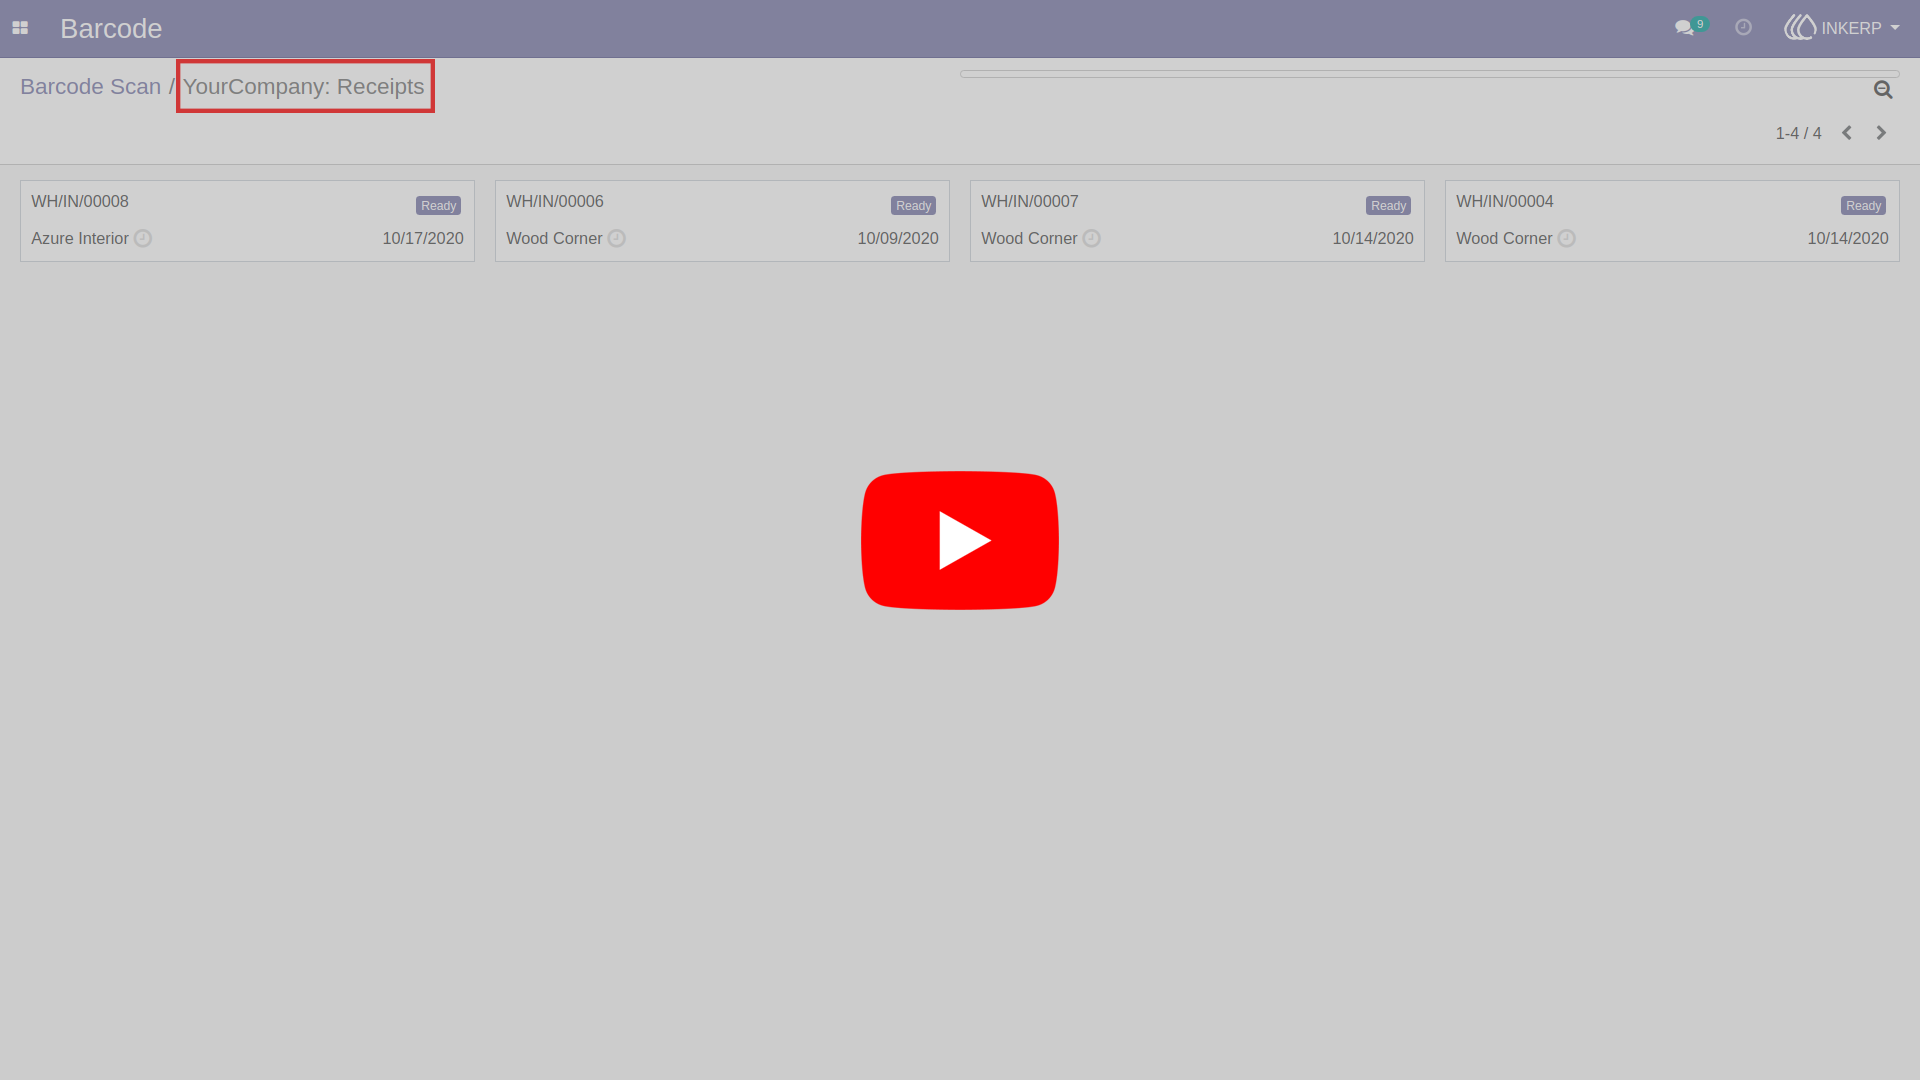 Barcode
9
INKERP
Barcode Scan / YourCompany: Receipts
1-4 / 4
WH/IN/00008 Ready
Azure Interior 10/17/2020
WH/IN/00006 Ready
Wood Corner 10/09/2020
WH/IN/00007 Ready
Wood Corner 10/14/2020
WH/IN/00004 Ready
Wood Corner 10/14/2020